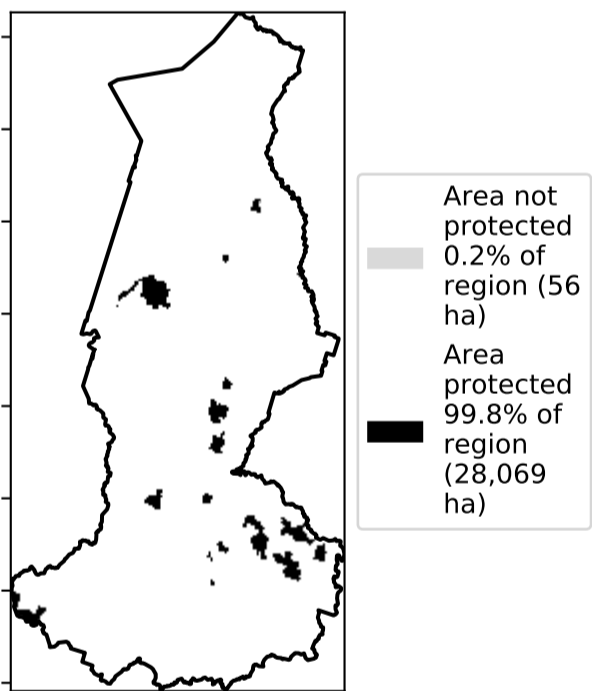 Area not
protected
0.2% of
region (56
ha)
Area
protected
99.8% of
region
(28,069
ha)